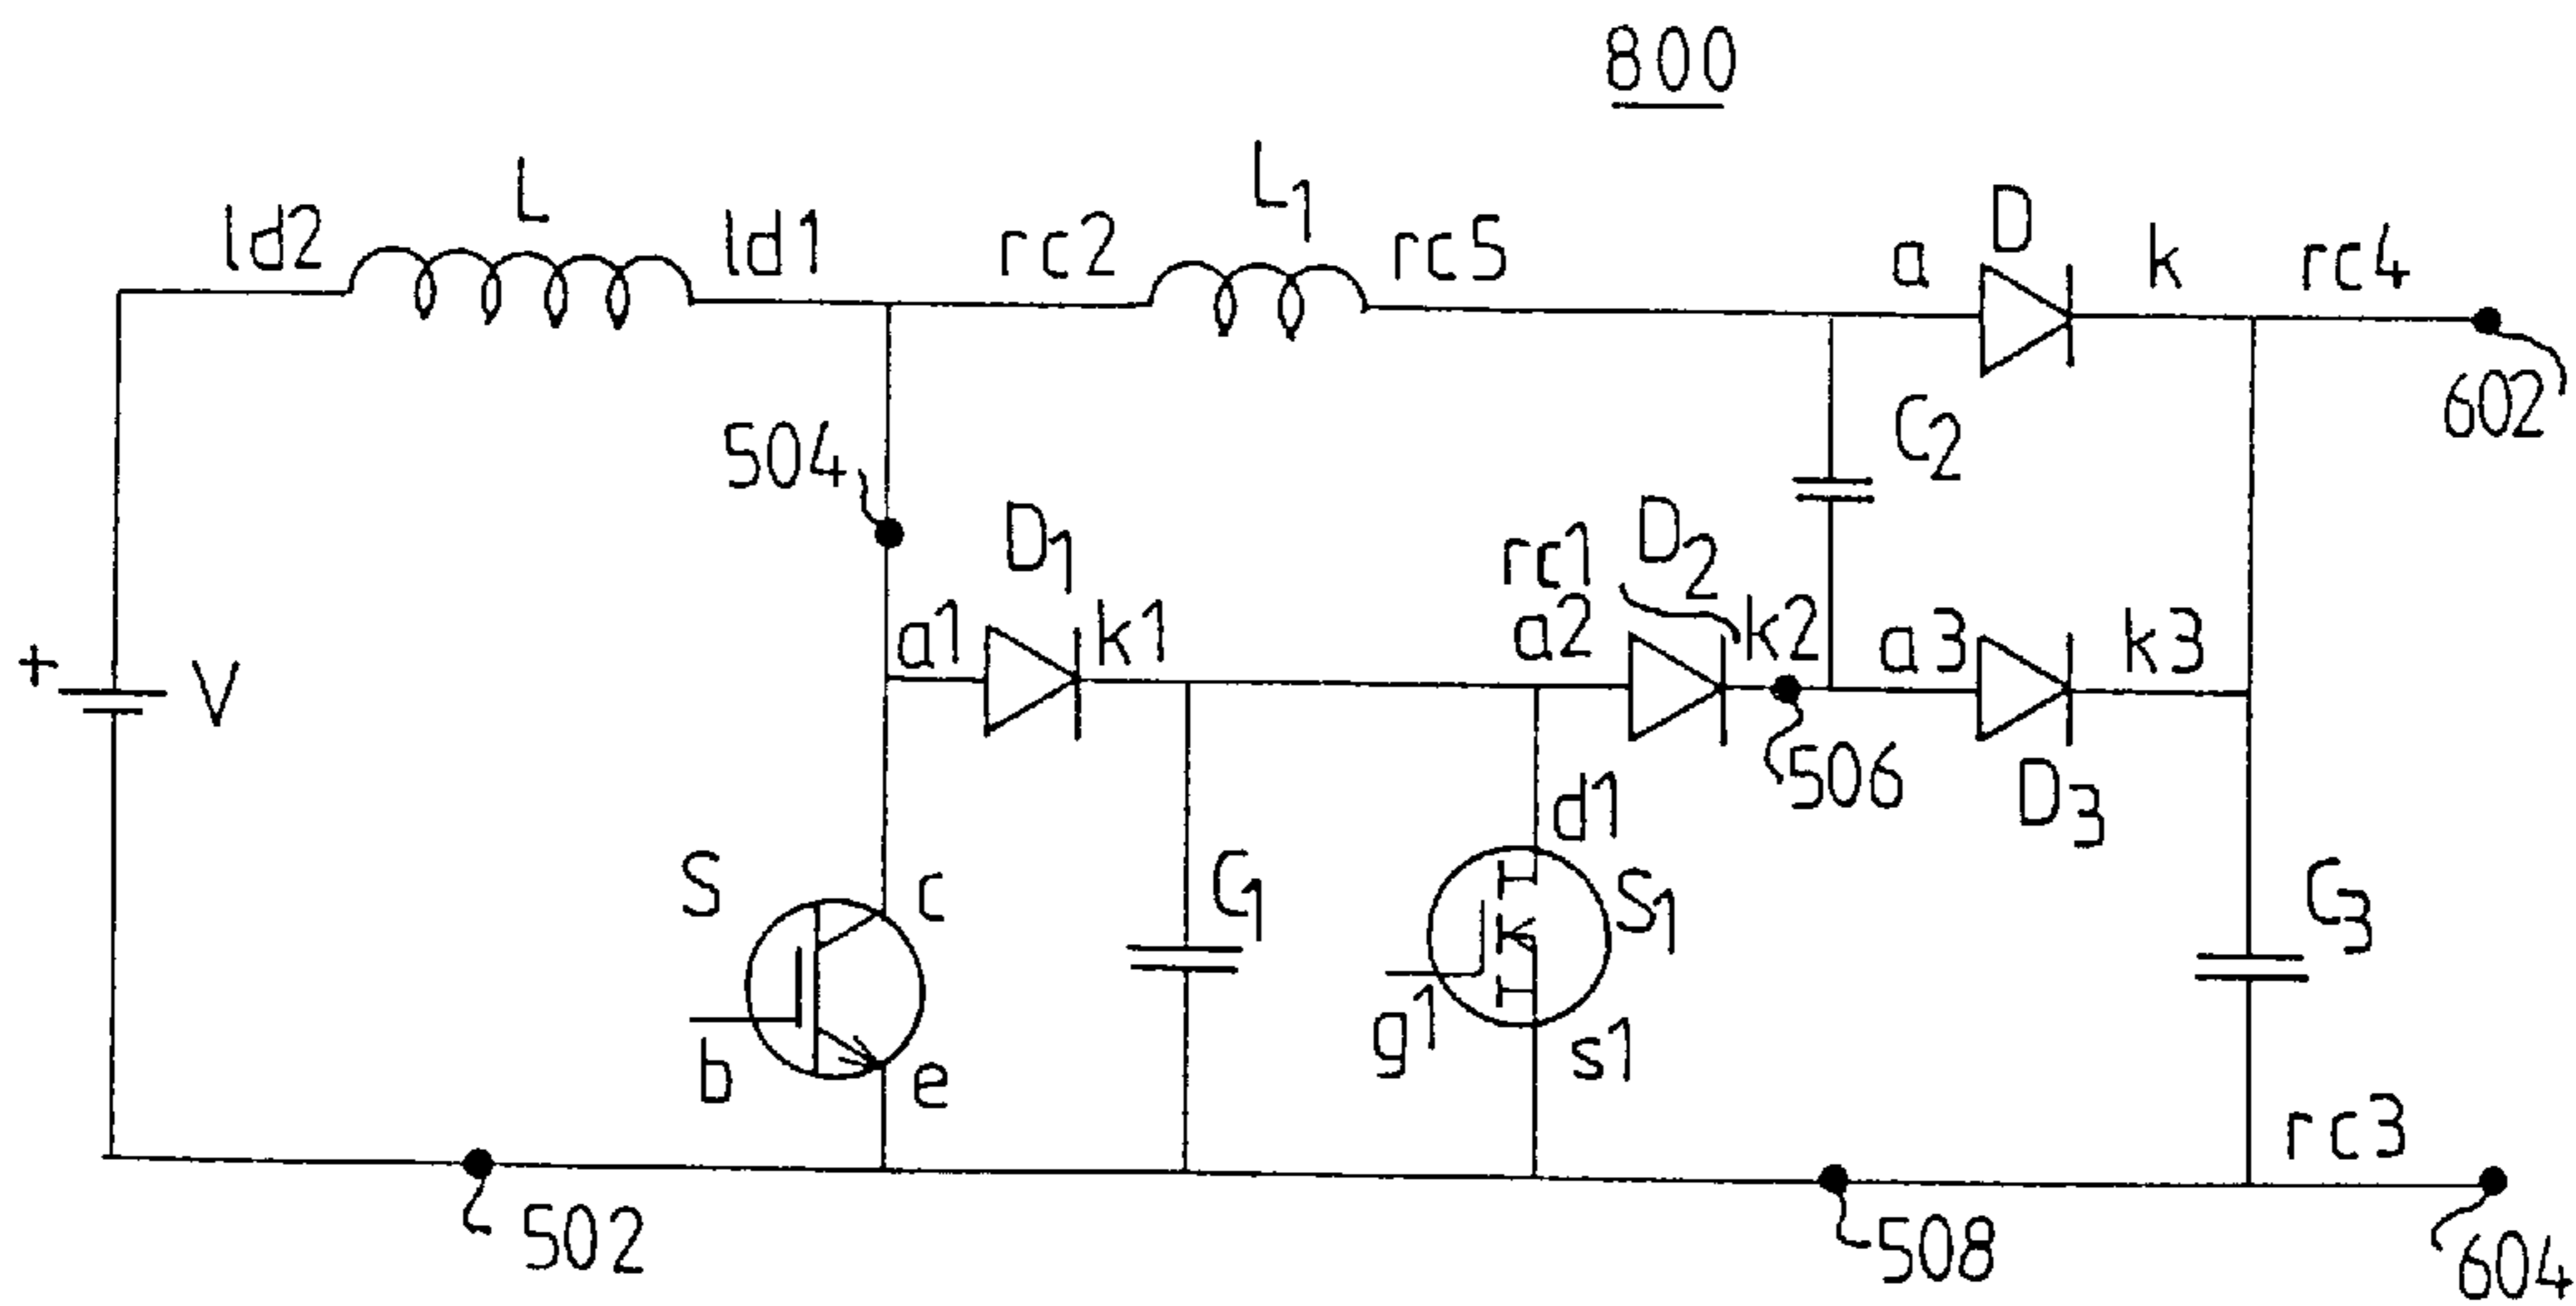 800
ld2 L ld1 rc2 L1 rc5 a D k rc4
602
504 C2
D1 rc1 D2
a1 k1 a2 k2 a3 k3
+ V
506
D3
d1
S c C1 S1 C3
b e g1 s1
rc3
502 508 604